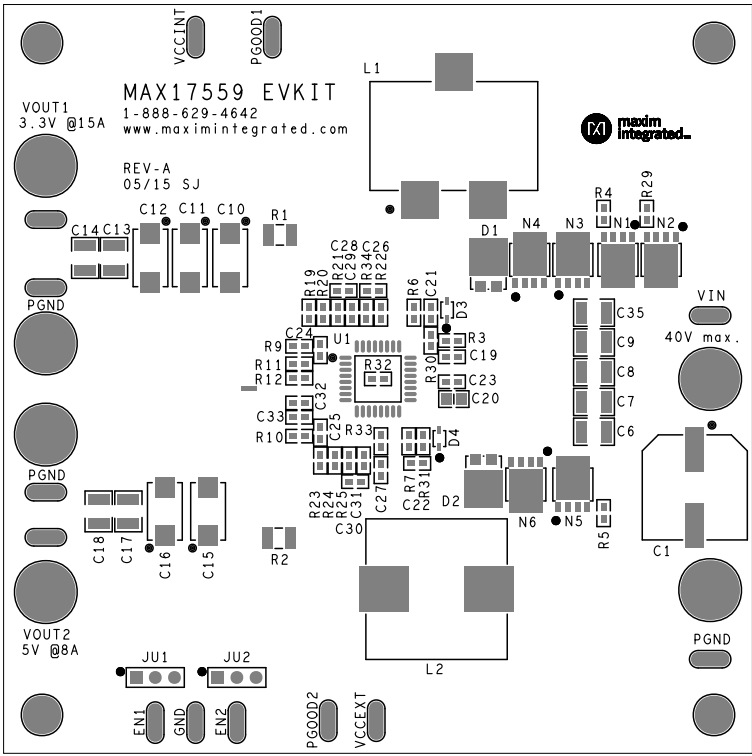 VCCINT
PGOOD1
L1
MAX17559 EVKIT
1-888-629-4642
www.maximintegrated.com
VOUT1
3.3V @15A
maxim
integrated
REV-A
05/15 SJ
R4
R29
C14
C13
C12
C11
C10
R1
D1
N4
N3
N1
N2
C28
C26
R19
R20
R21
C29
R34
R22
R6
C21
D3
PGND
VIN
40V max.
C35
C24
U1
R9
R11
R12
R32
R30
R3
C19
C9
C23
C20
C8
C32
C33
R10
C25
R33
C7
C6
D4
PGND
R23
R24
R25
C31
C30
C27
R7
R31
C22
D2
N6
N5
R5
C1
C18
C17
C16
C15
R2
VOUT2
5V @8A
PGND
JU1
JU2
L2
EN1
GND
EN2
PGOOD2
VCCEXT